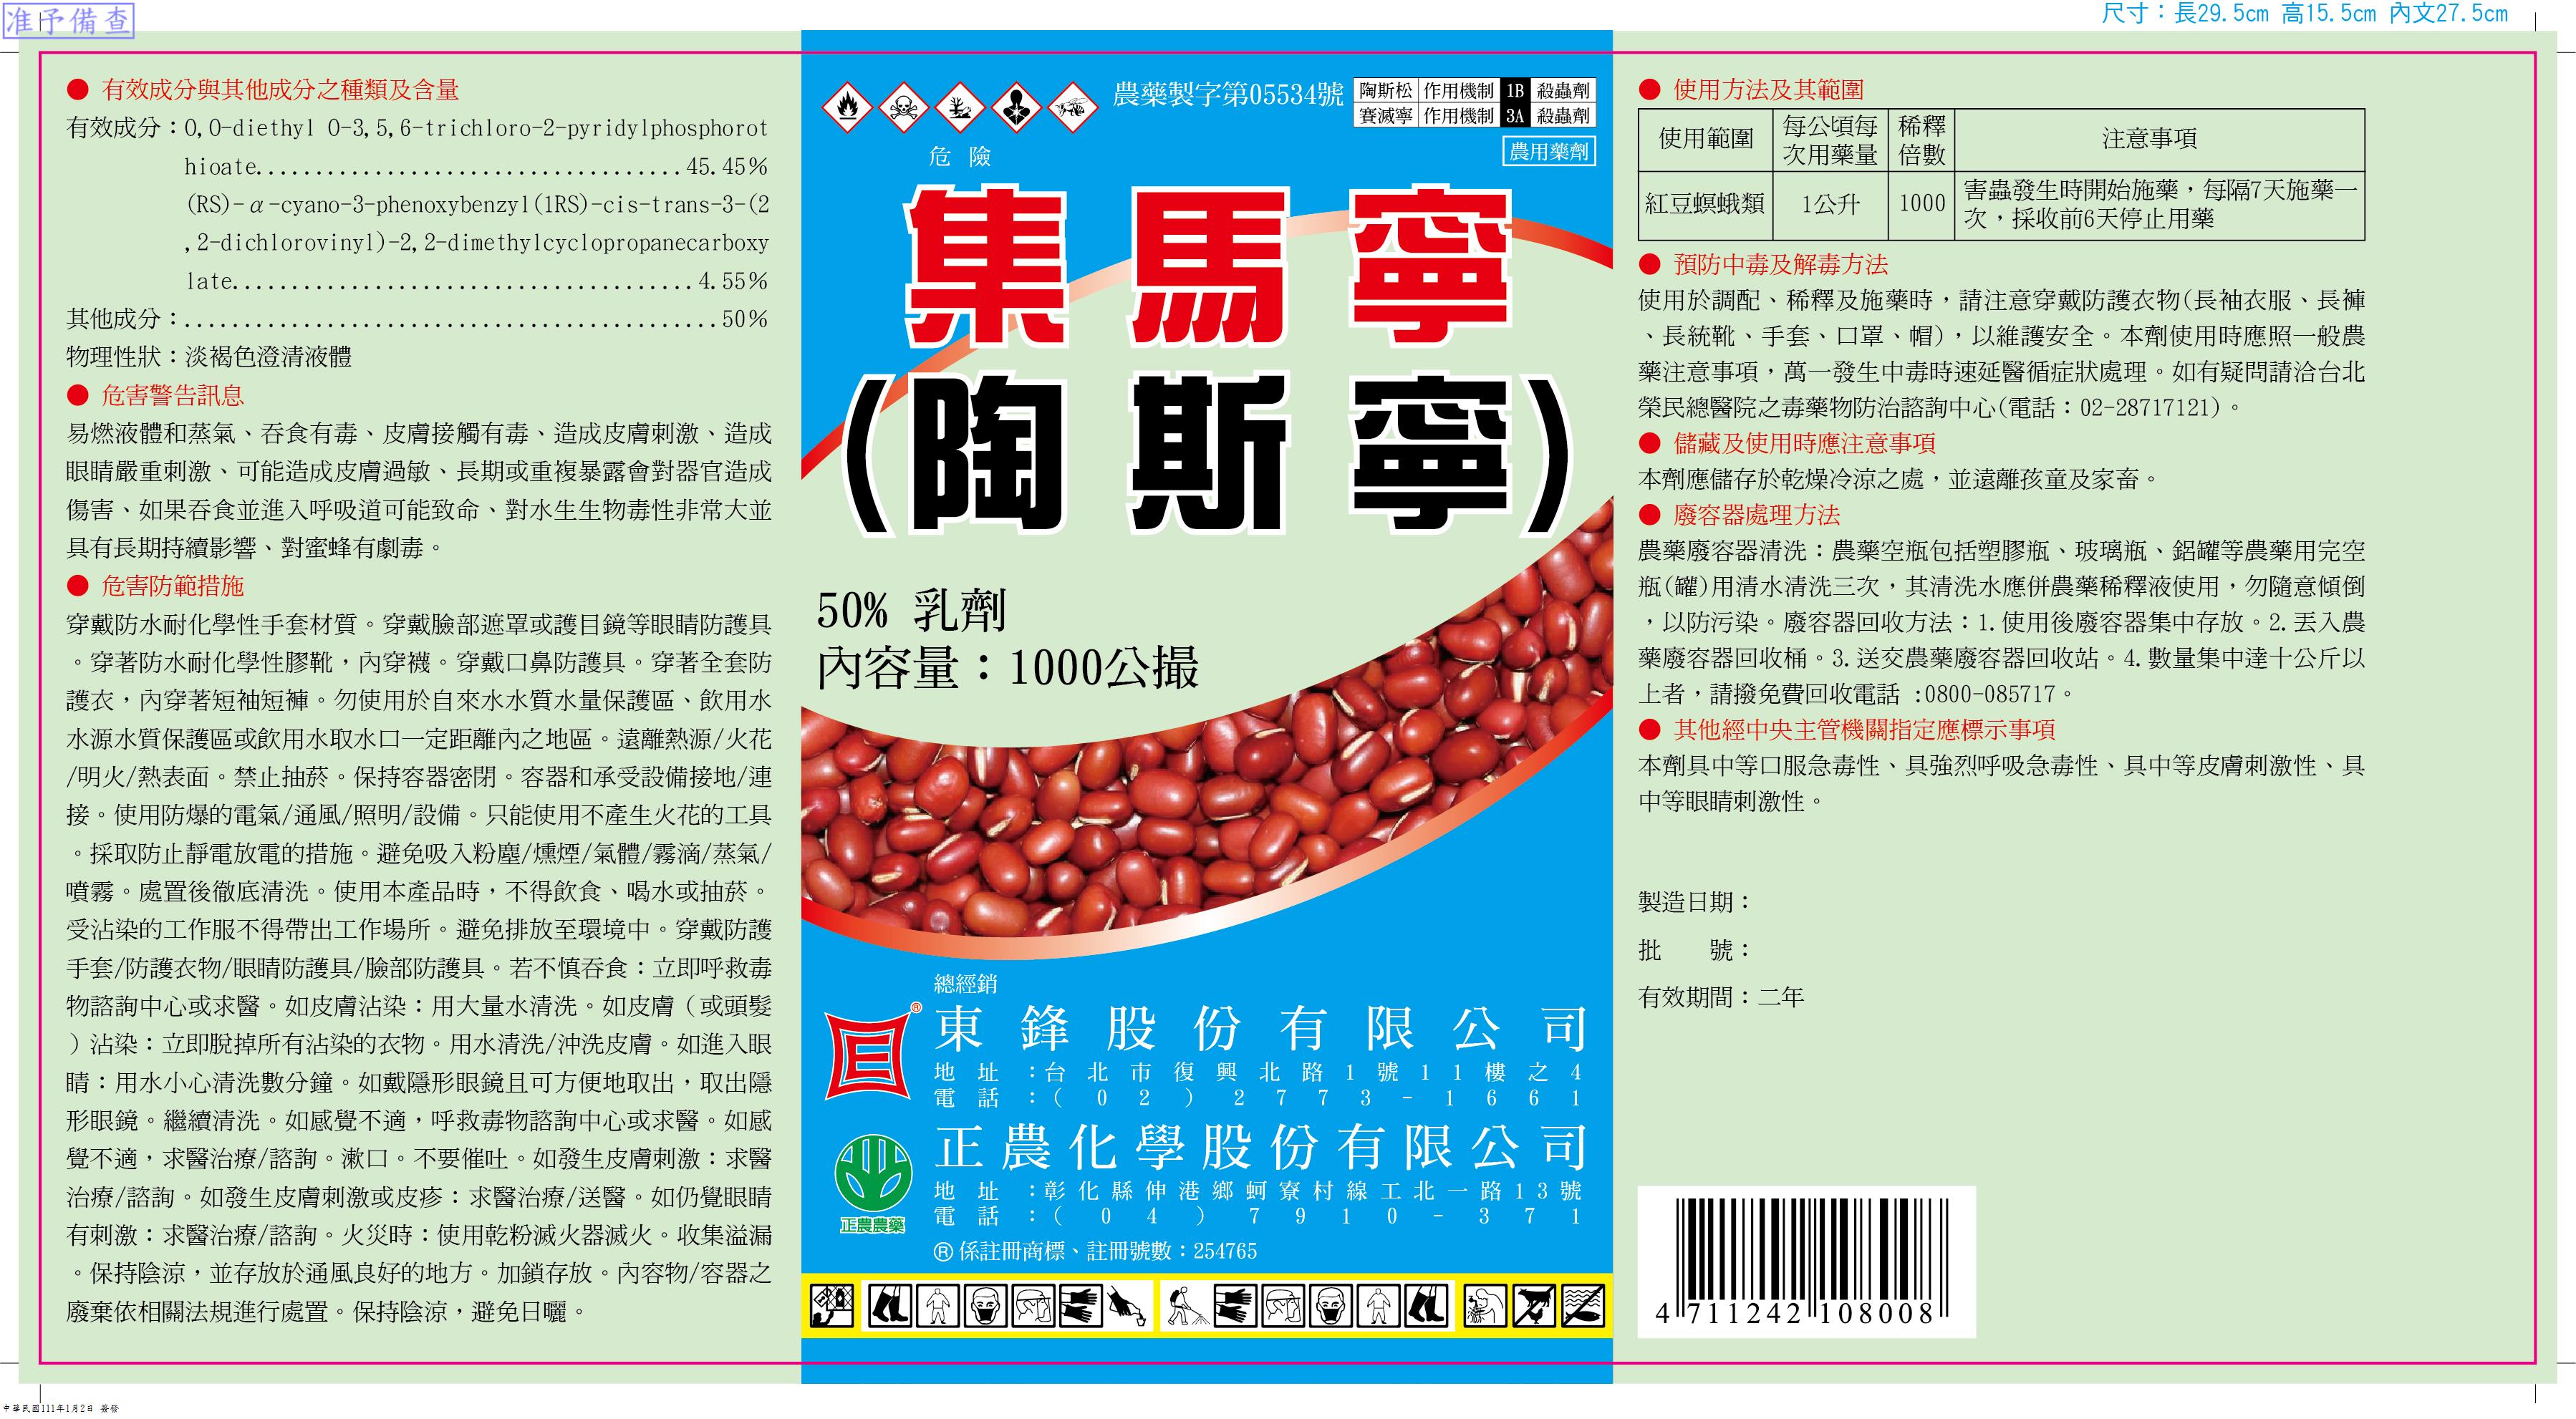 准予備查
尺寸：長29.5cm 高15.5cm 內文27.5cm
● 有效成分與其他成分之種類及含量
有效成分：O,O-diethyl O-3,5,6-trichloro-2-pyridylphosphorot
hioate....................................45.45%
(RS)-α-cyano-3-phenoxybenzyl(1RS)-cis-trans-3-(2
,2-dichlorovinyl)-2,2-dimethylcyclopropanecarboxy
late.......................................4.55%
其他成分：.............................................50%
物理性狀：淡褐色澄清液體
● 危害警告訊息
易燃液體和蒸氣、吞食有毒、皮膚接觸有毒、造成皮膚刺激、造成
眼睛嚴重刺激、可能造成皮膚過敏、長期或重複暴露會對器官造成
傷害、如果吞食並進入呼吸道可能致命、對水生生物毒性非常大並
具有長期持續影響、對蜜蜂有劇毒。
● 危害防範措施
穿戴防水耐化學性手套材質。穿戴臉部遮罩或護目鏡等眼睛防護具
。穿著防水耐化學性膠靴，內穿襪。穿戴口鼻防護具。穿著全套防
護衣，內穿著短袖短褲。勿使用於自來水水質水量保護區、飲用水
水源水質保護區或飲用水取水口一定距離內之地區。遠離熱源/火花
/明火/熱表面。禁止抽菸。保持容器密閉。容器和承受設備接地/連
接。使用防爆的電氣/通風/照明/設備。只能使用不產生火花的工具
。採取防止靜電放電的措施。避免吸入粉塵/燻煙/氣體/霧滴/蒸氣/
噴霧。處置後徹底清洗。使用本產品時，不得飲食、喝水或抽菸。
受沾染的工作服不得帶出工作場所。避免排放至環境中。穿戴防護
手套/防護衣物/眼睛防護具/臉部防護具。若不慎吞食：立即呼救毒
物諮詢中心或求醫。如皮膚沾染：用大量水清洗。如皮膚（或頭髮
）沾染：立即脫掉所有沾染的衣物。用水清洗/沖洗皮膚。如進入眼
睛：用水小心清洗數分鐘。如戴隱形眼鏡且可方便地取出，取出隱
形眼鏡。繼續清洗。如感覺不適，呼救毒物諮詢中心或求醫。如感
覺不適，求醫治療/諮詢。漱口。不要催吐。如發生皮膚刺激：求醫
治療/諮詢。如發生皮膚刺激或皮疹：求醫治療/送醫。如仍覺眼睛
有刺激：求醫治療/諮詢。火災時：使用乾粉滅火器滅火。收集溢漏
。保持陰涼，並存放於通風良好的地方。加鎖存放。內容物/容器之
廢棄依相關法規進行處置。保持陰涼，避免日曬。
農藥製字第05534號
陶斯松 作用機制 1B 殺蟲劑
賽滅寧 作用機制 3A 殺蟲劑
危 險
農用藥劑
集馬寧
(陶斯寧)
50% 乳劑
內容量：1000公撮
總經銷
®
東鋒股份有限公司
地址：台北市復興北路1號11樓之4
電話：(02)2773-1661
正農化學股份有限公司
地址：彰化縣伸港鄉蚵寮村線工北一路13號
電話：(04)7910-371
正農農藥
®係註冊商標、註冊號數：254765
● 使用方法及其範圍
使用範圍 每公頃每次用藥量 稀釋倍數 注意事項
紅豆螟蛾類 1公升 1000 害蟲發生時開始施藥，每隔7天施藥一
次，採收前6天停止用藥
● 預防中毒及解毒方法
使用於調配、稀釋及施藥時，請注意穿戴防護衣物(長袖衣服、長褲
、長統靴、手套、口罩、帽)，以維護安全。本劑使用時應照一般農
藥注意事項，萬一發生中毒時速延醫循症狀處理。如有疑問請洽台北
榮民總醫院之毒藥物防治諮詢中心(電話：02-28717121)。
● 儲藏及使用時應注意事項
本劑應儲存於乾燥冷涼之處，並遠離孩童及家畜。
● 廢容器處理方法
農藥廢容器清洗：農藥空瓶包括塑膠瓶、玻璃瓶、鋁罐等農藥用完空
瓶(罐)用清水清洗三次，其清洗水應併農藥稀釋液使用，勿隨意傾倒
，以防污染。廢容器回收方法：1.使用後廢容器集中存放。2.丟入農
藥廢容器回收桶。3.送交農藥廢容器回收站。4.數量集中達十公斤以
上者，請撥免費回收電話 :0800-085717。
● 其他經中央主管機關指定應標示事項
本劑具中等口服急毒性、具強烈呼吸急毒性、具中等皮膚刺激性、具
中等眼睛刺激性。
製造日期：
批　　號：
有效期間：二年
4 711242 108008
中華民國111年1月2日 簽發